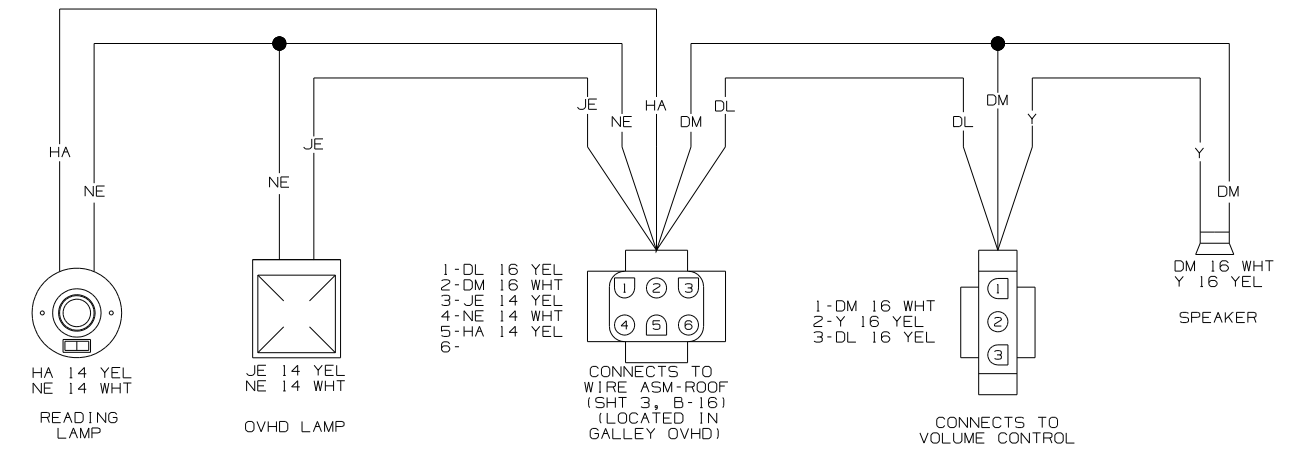 JE
NE
HA
DM
DL
DL
DM
Y
HA
NE
NE
JE
Y
DM
HA 14 YEL
NE 14 WHT
READING
LAMP
JE 14 YEL
NE 14 WHT
OVHD LAMP
1-DL 16 YEL
2-DM 16 WHT
3-JE 14 YEL
4-NE 14 WHT
5-HA 14 YEL
6-
1 2 3
4 5 6
CONNECTS TO
WIRE ASM-ROOF
(SHT 3, B-16)
(LOCATED IN
GALLEY OVHD)
1-DM 16 WHT
2-Y 16 YEL
3-DL 16 YEL
1
2
3
CONNECTS TO
VOLUME CONTROL
DM 16 WHT
Y 16 YEL
SPEAKER